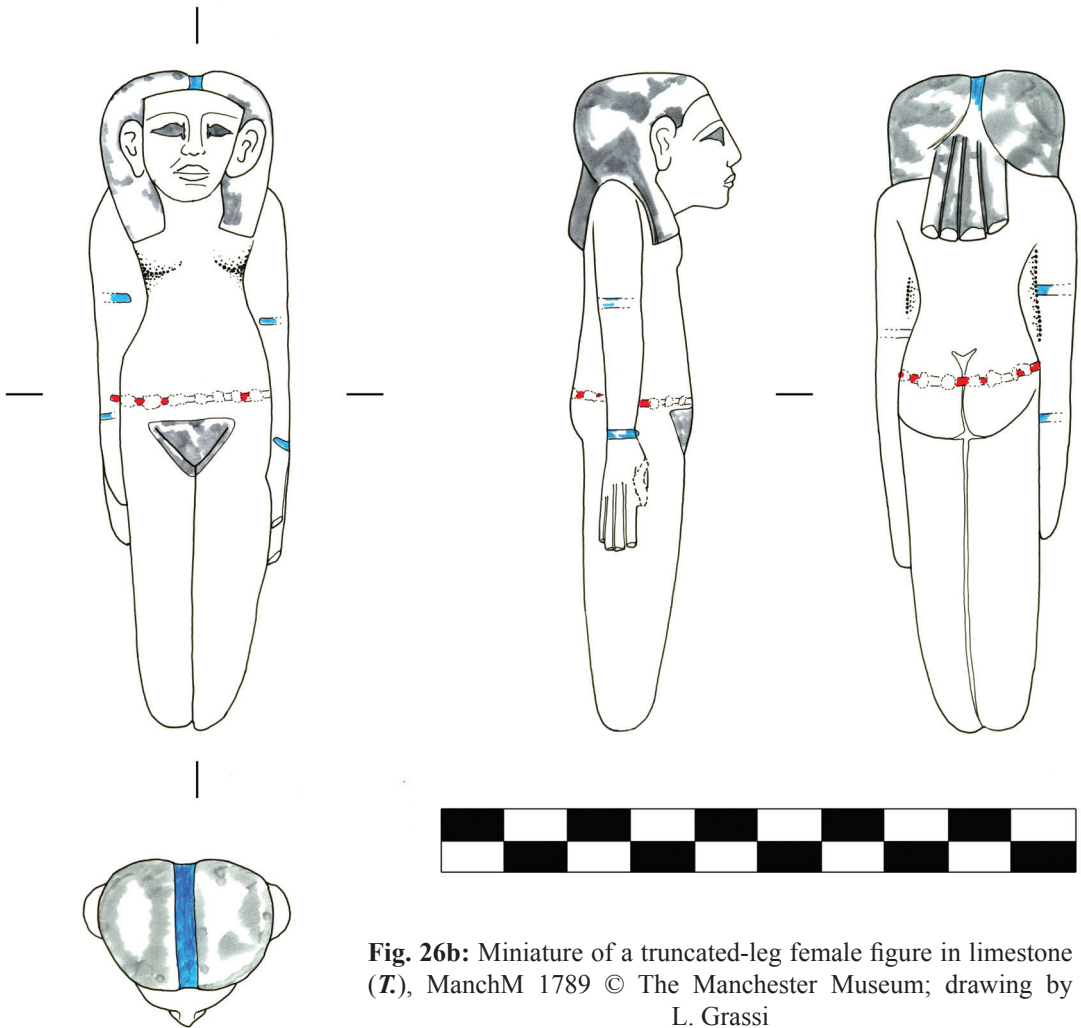 Fig. 26b: Miniature of a truncated-leg female figure in limestone
(T.), ManchM 1789 © The Manchester Museum; drawing by
L. Grassi